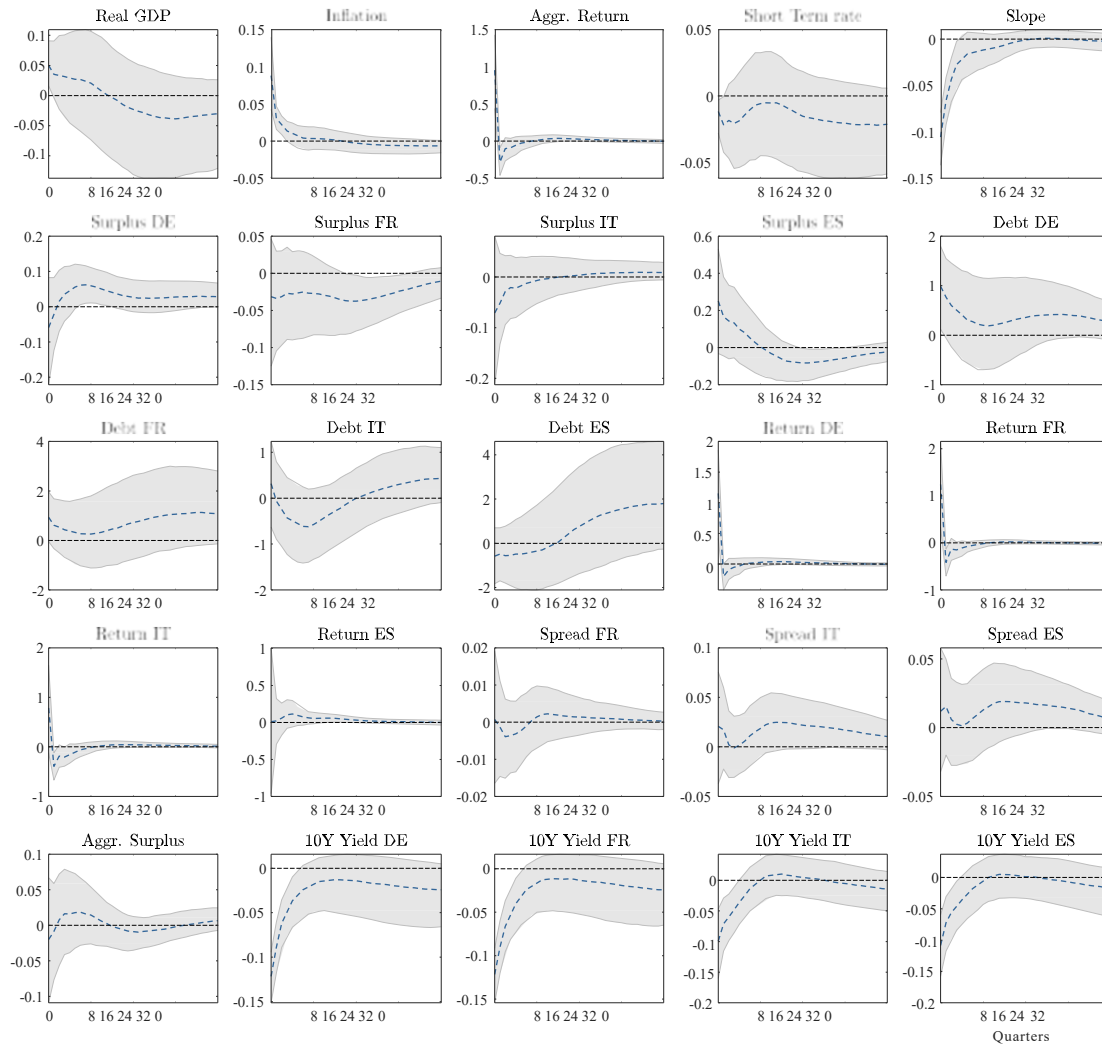 Real GDP Inflation Aggr. Return Short Term rate Slope
0.1 0.15 1.5 0.05 0
0.05 0.1 1 0 -0.05
0 0.05 0.5 -0.05 -0.1
-0.05 0 0 -0.15
-0.1 -0.05 -0.5
0 8 16 24 32 0 8 16 24 32 0 8 16 24 32 0 8 16 24 32 0 8 16 24 32
Surplus DE Surplus FR Surplus IT Surplus ES Debt DE
0.2 0.05 0 0.6 2
0.1 0 -0.1 0.4 1
0 -0.05 -0.2 0.2 0
-0.1 -0.1 0 -1
-0.2 -0.15 -0.2
0 8 16 24 32 0 8 16 24 32 0 8 16 24 32 0 8 16 24 32 0 8 16 24 32
Debt FR Debt IT Debt ES Return DE Return FR
4 1 4 2 2
2 0 2 1.5 1
0 -1 0 1 0
-2 -2 -2 0.5 -1
0
0 8 16 24 32 0 8 16 24 32 0 8 16 24 32 0 8 16 24 32 0 8 16 24 32
Return IT Return ES Spread FR Spread IT Spread ES
2 1 0.02 0.1 0.05
1 0.5 0.01 0.05 0
0 0 0 0 -0.05
-1 -0.5 -0.01 -0.05
-1 -0.02
0 8 16 24 32 0 8 16 24 32 0 8 16 24 32 0 8 16 24 32 0 8 16 24 32
Aggr. Surplus 10Y Yield DE 10Y Yield FR 10Y Yield IT 10Y Yield ES
0.1 0 0 0 0
0.05 -0.05 -0.05 -0.05 -0.05
0 -0.1 -0.1 -0.1 -0.1
-0.05 -0.15 -0.15 -0.15 -0.15
-0.1 -0.2 -0.2
0 8 16 24 32 0 8 16 24 32 0 8 16 24 32 0 8 16 24 32 0 8 16 24 32
Quarters